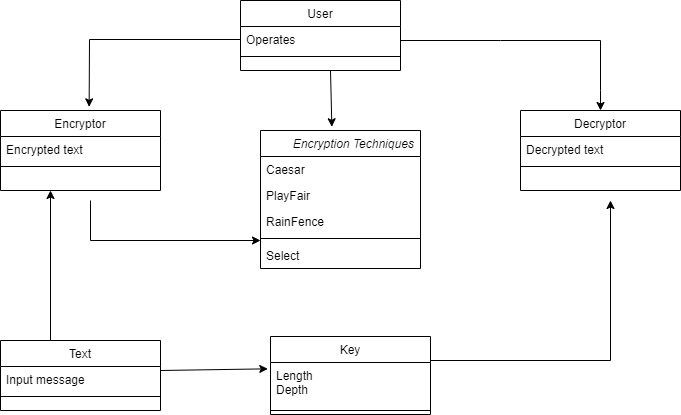 User
Operates
Encryptor
Encrypted text
Encryption Techniques
Caesar
PlayFair
RainFence
Select
Decryptor
Decrypted text
Text
Input message
Key
Length
Depth